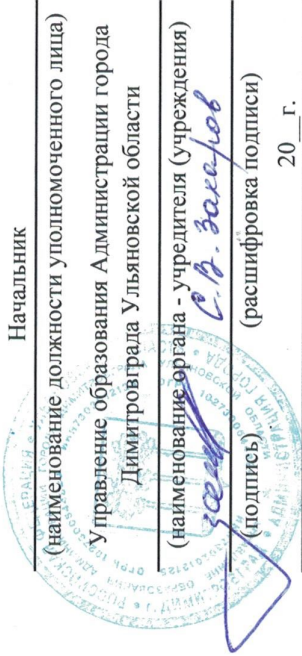 Начальник
(наименование должности уполномоченного лица)
Управление образования Администрации города
Димитровграда Ульяновской области
(наименование органа - учредителя (учреждения)
С.В. Захаров
(подпись) (расшифровка подписи)
20__г.